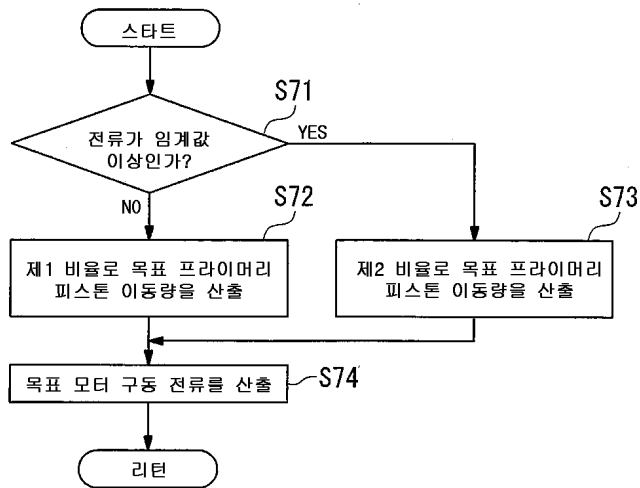 스타트
S71
전류가 임계값
이상인가?
YES
NO
S72
제1 비율로 목표 프라이머리
피스톤 이동량을 산출
S73
제2 비율로 목표 프라이머리
피스톤 이동량을 산출
목표 모터 구동 전류를 산출
S74
리턴